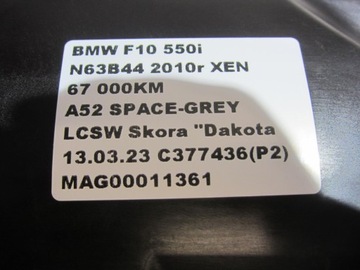 BMW F10 550i
N63B44 2010r XEN
67 000KM
A52 SPACE-GREY
LCSW Skora "Dakota
13.03.23 C377436(P2)
MAG00011361